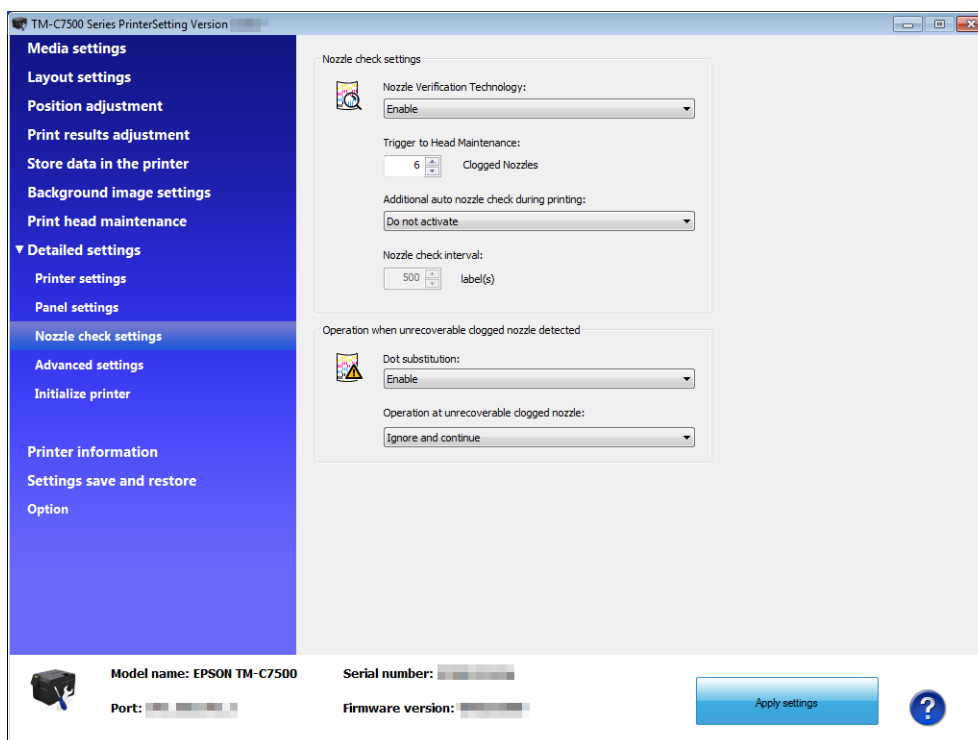 TM-C7500 Series PrinterSetting Version
Media settings
Layout settings
Position adjustment
Print results adjustment
Store data in the printer
Background image settings
Print head maintenance
▼ Detailed settings
Printer settings
Panel settings
Nozzle check settings
Advanced settings
Initialize printer
Printer information
Settings save and restore
Option
Nozzle check settings
Nozzle Verification Technology:
Enable
Trigger to Head Maintenance:
6 Clogged Nozzles
Additional auto nozzle check during printing:
Do not activate
Nozzle check interval:
500 label(s)
Operation when unrecoverable clogged nozzle detected
Dot substitution:
Enable
Operation at unrecoverable clogged nozzle:
Ignore and continue
Model name: EPSON TM-C7500
Serial number:
Port:
Firmware version:
Apply settings
?